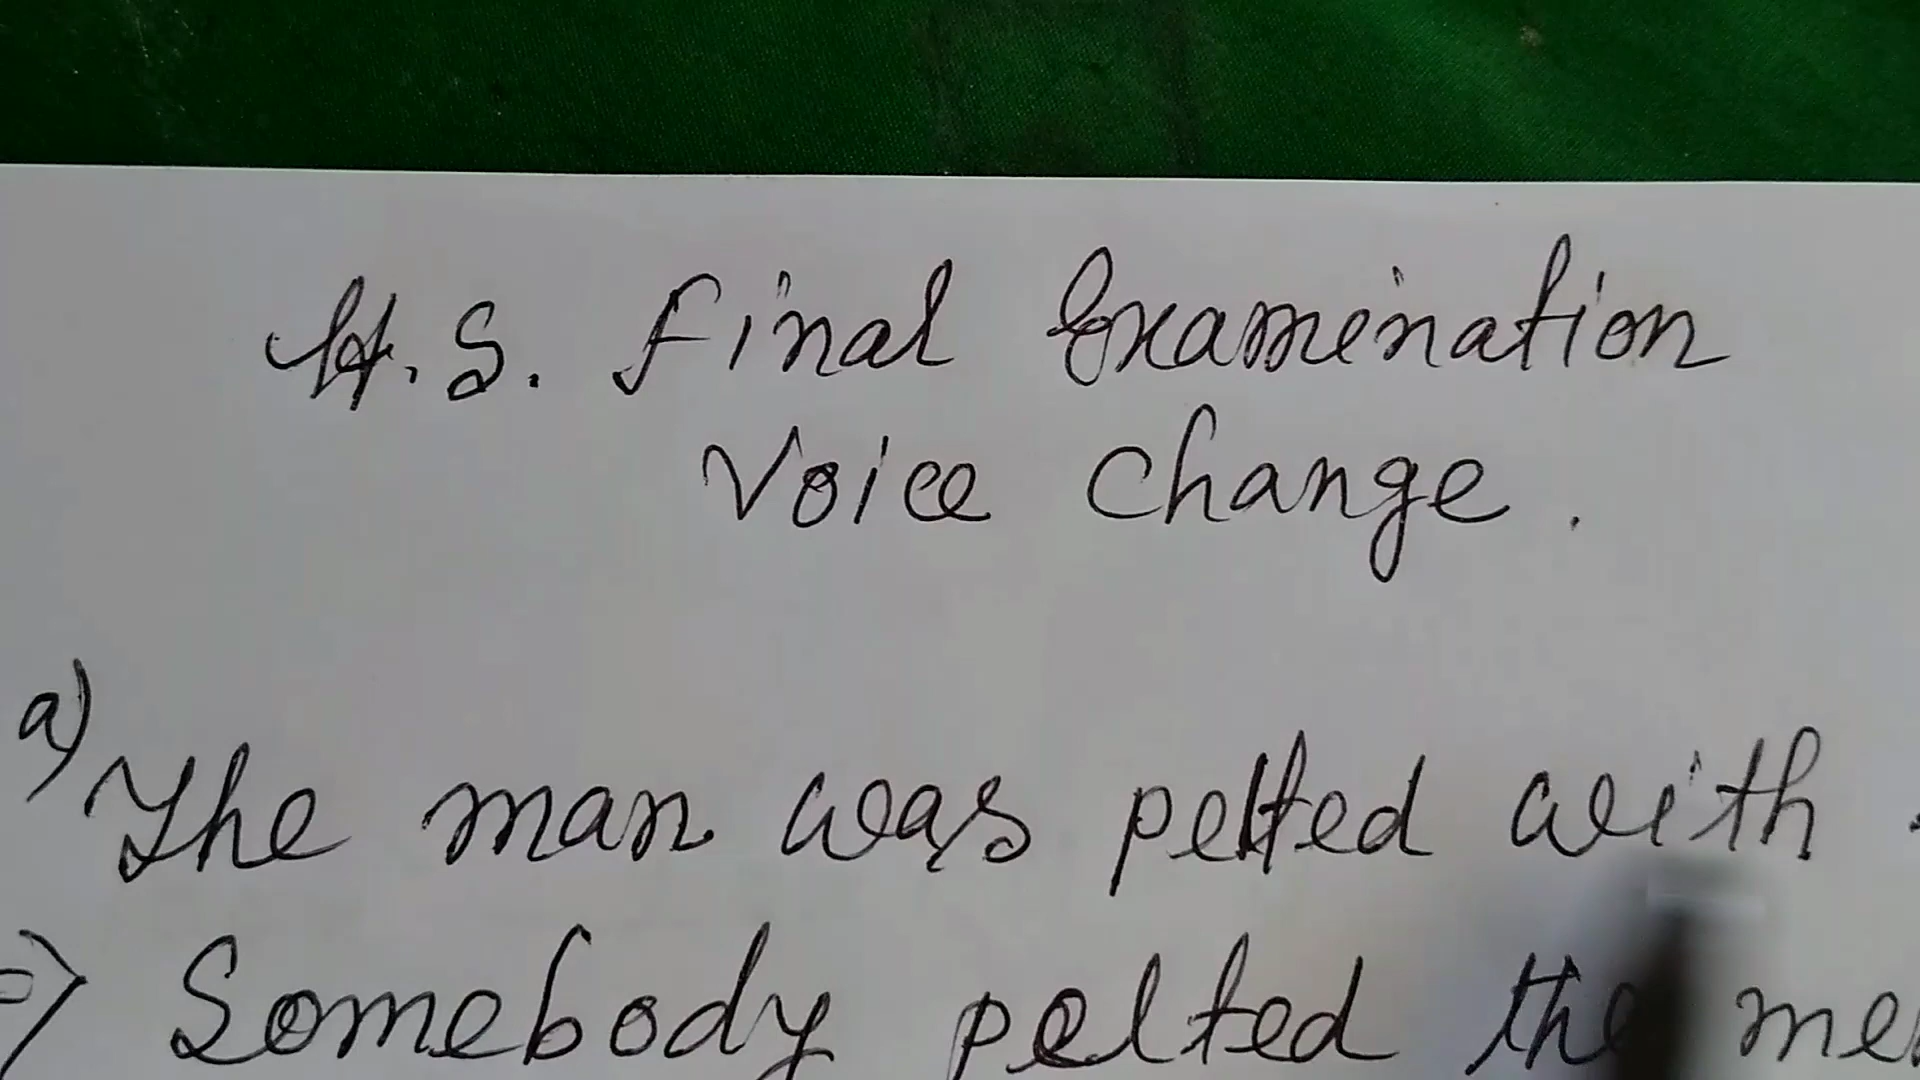 H.S. Final Examination
Voice Change.
a) The man was pelted with
=> Somebody pelted the